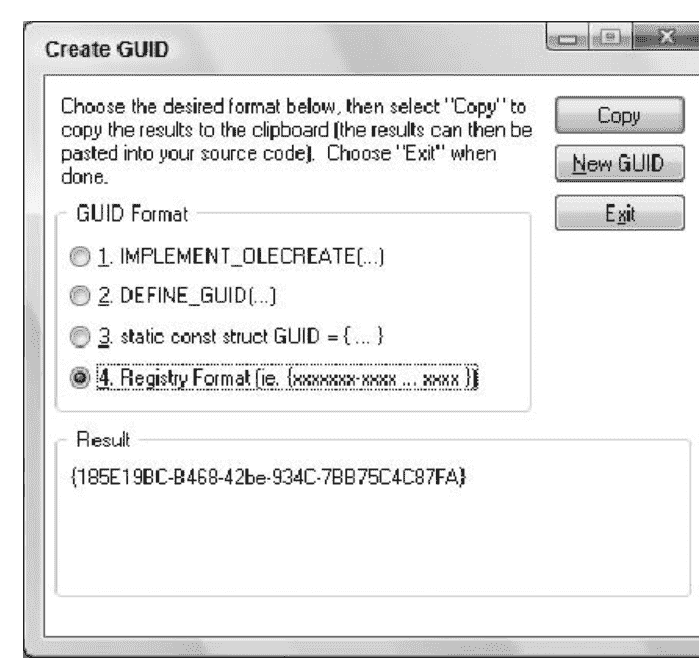 Create GUID
Choose the desired format below, then select "Copy" to
copy the results to the clipboard (the results can then be
pasted into your source code). Choose "Exit" when
done.
Copy
New GUID
Exit
GUID Format
1. IMPLEMENT_OLECREATE(...)
2. DEFINE_GUID(...)
3. static const struct GUID = { ... }
4. Registry Format (ie. {xxxxxxx-xxxx ... xxxx })
Result
{185E19BC-B468-42be-934C-7BB75C4C87FA}